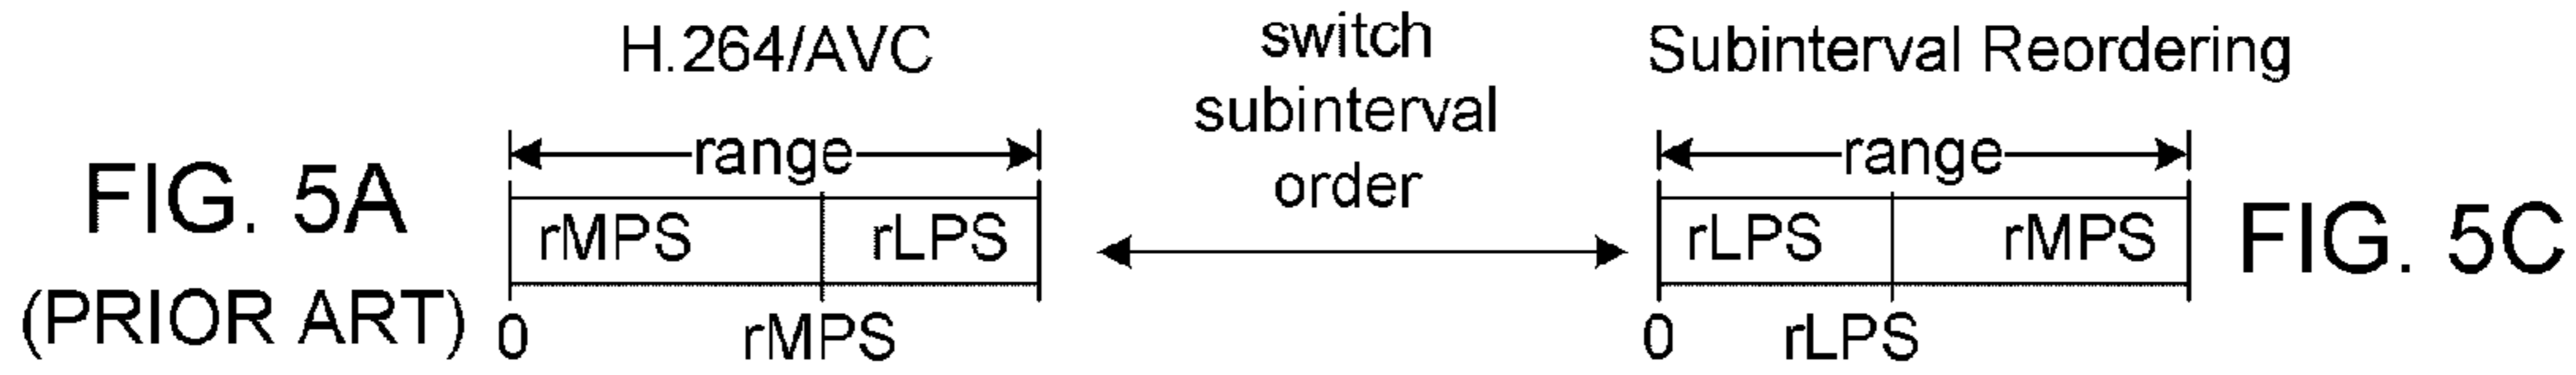 H.264/AVC
switch
subinterval
order
Subinterval Reordering
FIG. 5A
(PRIOR ART)
range
rMPS rLPS
0 rMPS
range
rLPS rMPS
0 rLPS
FIG. 5C